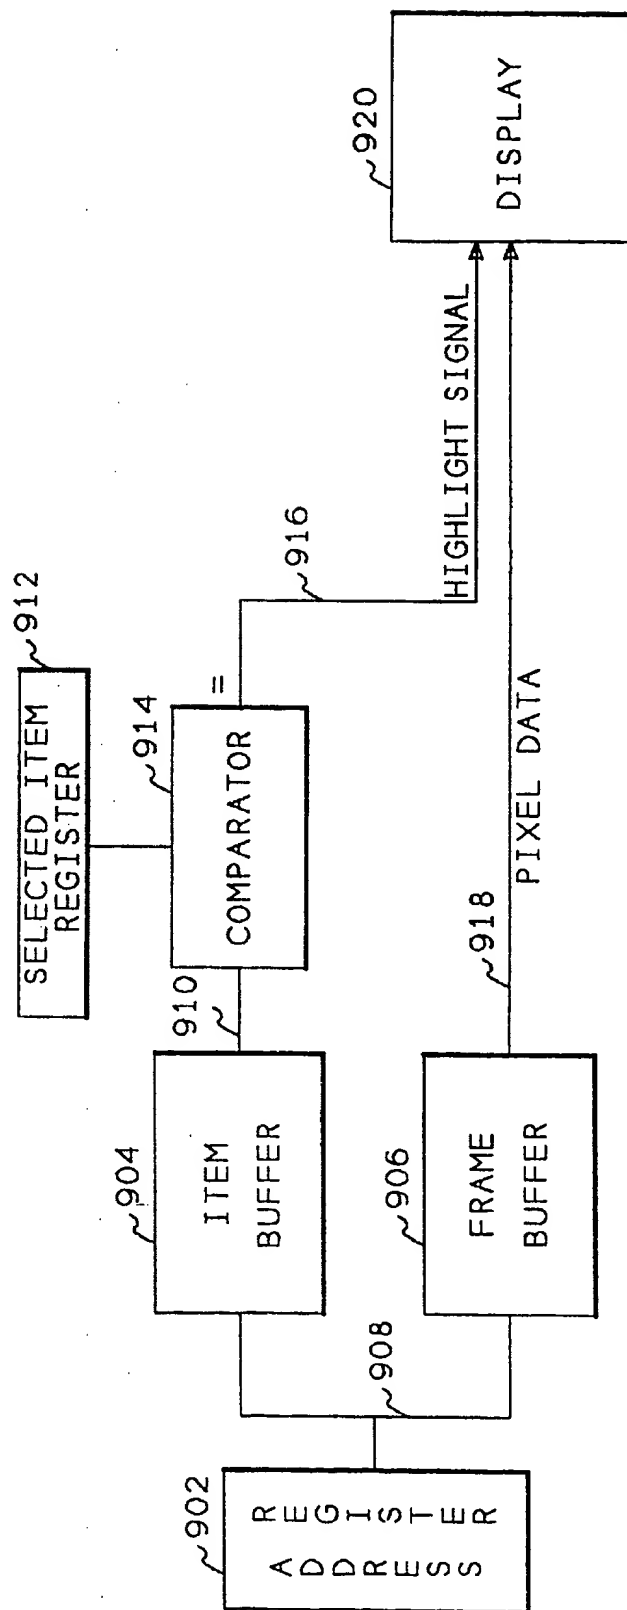 912
SELECTED ITEM
REGISTER
904
ITEM
BUFFER
910
914
COMPARATOR
=
916
902
ADDRESS
REGISTER
908
906
FRAME
BUFFER
918
PIXEL DATA
HIGHLIGHT SIGNAL
920
DISPLAY